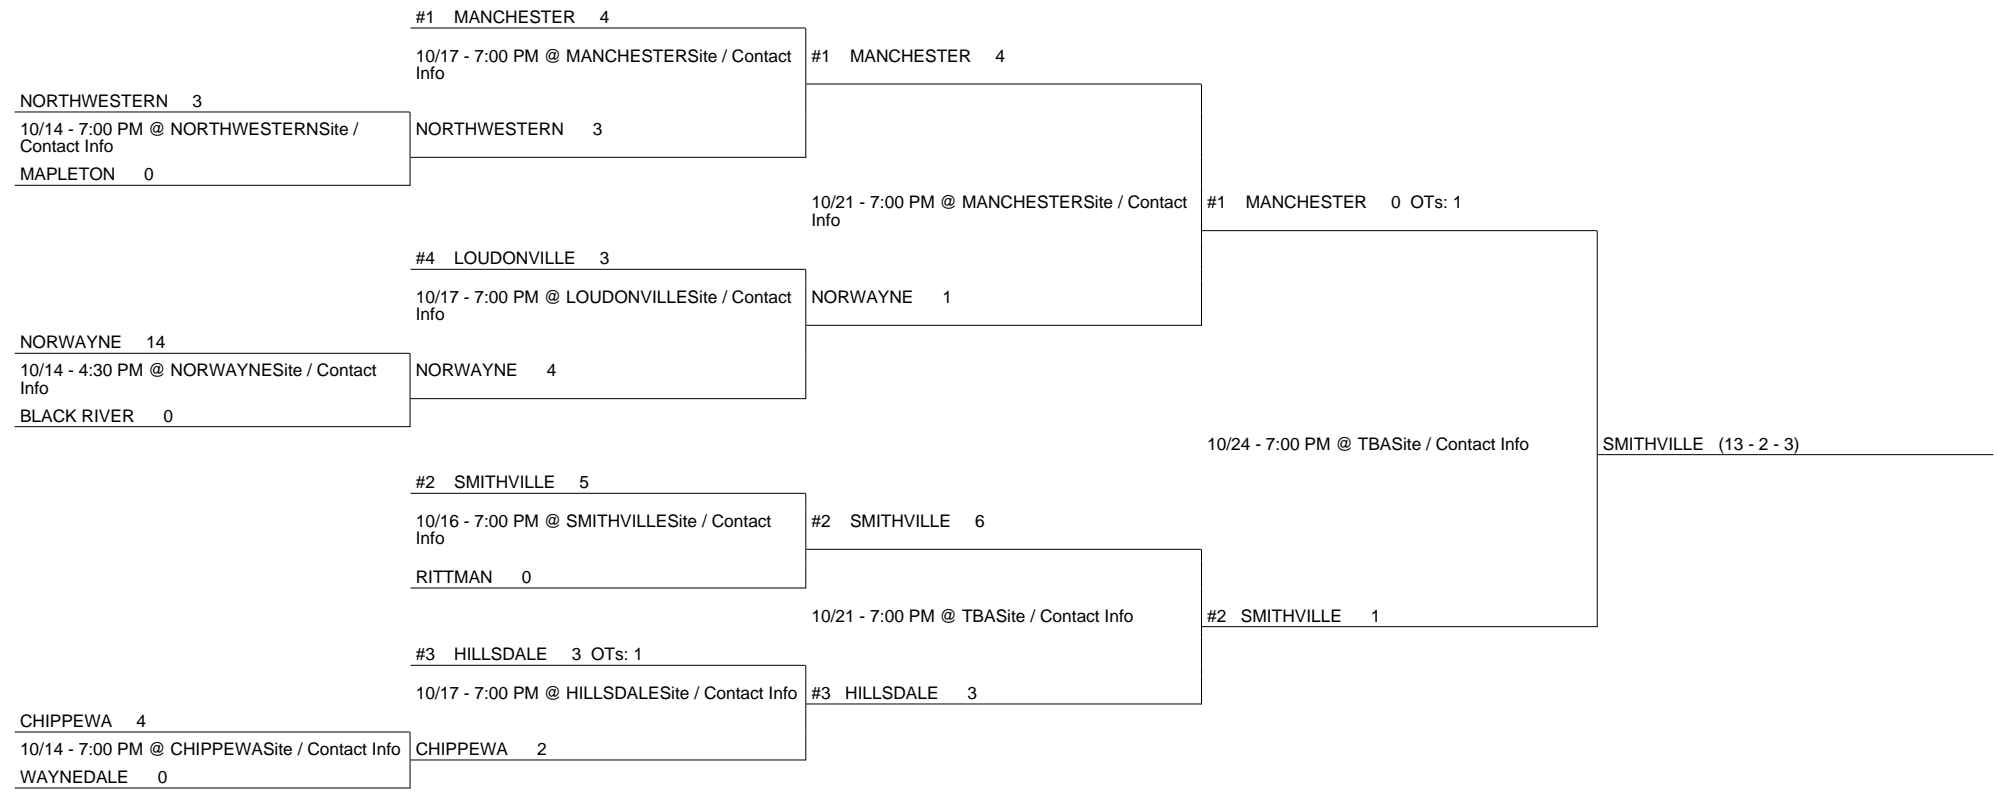 #1 MANCHESTER 4
10/17 - 7:00 PM @ MANCHESTERSite / Contact
Info
#1 MANCHESTER 4
NORTHWESTERN 3
10/14 - 7:00 PM @ NORTHWESTERNSite /
Contact Info
MAPLETON 0
NORTHWESTERN 3
10/21 - 7:00 PM @ MANCHESTERSite / Contact
Info
#1 MANCHESTER 0 OTs: 1
#4 LOUDONVILLE 3
10/17 - 7:00 PM @ LOUDONVILLESite / Contact
Info
NORWAYNE 1
NORWAYNE 14
10/14 - 4:30 PM @ NORWAYNESite / Contact
Info
BLACK RIVER 0
NORWAYNE 4
10/24 - 7:00 PM @ TBASite / Contact Info
SMITHVILLE (13 - 2 - 3)
#2 SMITHVILLE 5
10/16 - 7:00 PM @ SMITHVILLESite / Contact
Info
#2 SMITHVILLE 6
RITTMAN 0
10/21 - 7:00 PM @ TBASite / Contact Info
#2 SMITHVILLE 1
#3 HILLSDALE 3 OTs: 1
10/17 - 7:00 PM @ HILLSDALESite / Contact Info
#3 HILLSDALE 3
CHIPPEWA 4
10/14 - 7:00 PM @ CHIPPEWASite / Contact Info
CHIPPEWA 2
WAYNEDALE 0